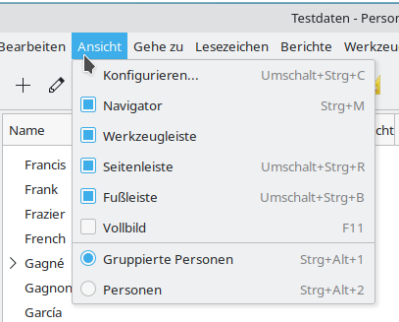 Testdaten - Person
Bearbeiten Ansicht Gehe zu Lesezeichen Berichte Werkzeu
Konfigurieren... Umschalt+Strg+C
Navigator Strg+M
Werkzeugleiste
Name cht
Seitenleiste Umschalt+Strg+R
Francis
Frank
Fußleiste Umschalt+Strg+B
Frazier
Vollbild F11
French
Gagné
Gruppierte Personen Strg+Alt+1
Gagnon
Personen Strg+Alt+2
García